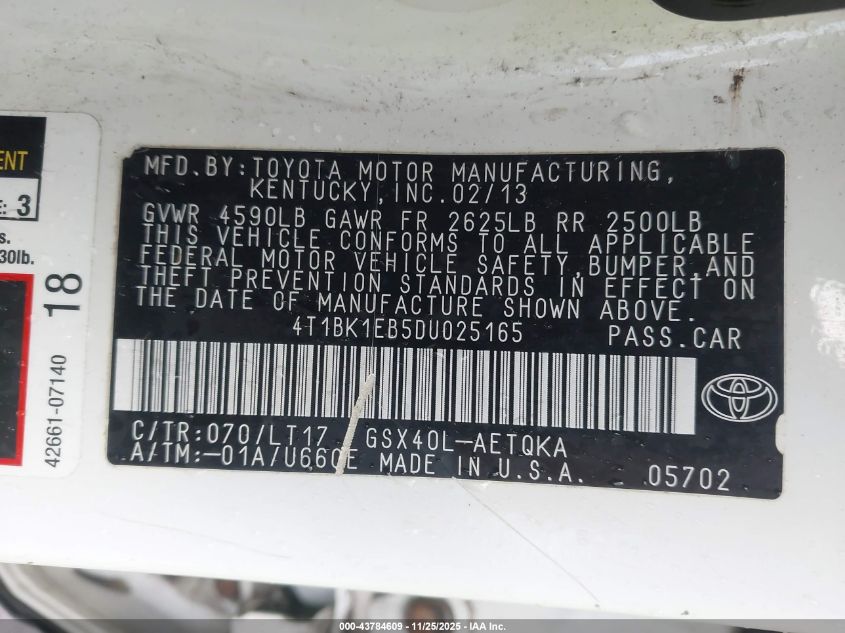 ENT
E: 3
s.
30lb.
18
42661-07140
MFD.BY:TOYOTA MOTOR MANUFACTURING,
KENTUCKY,INC.02/13
GVWR 4590LB GAWR FR 2625LB RR 2500LB
THIS VEHICLE CONFORMS TO ALL APPLICABLE
FEDERAL MOTOR VEHICLE SAFETY,BUMPER,AND
THEFT PREVENTION STANDARDS IN EFFECT ON
THE DATE OF MANUFACTURE SHOWN ABOVE.
4T1BK1EB5DU025165 PASS.CAR
C/TR:070/LT17 GSX40L-AETQKA
A/TM:-01A/U660E MADE IN U.S.A. 05702
000-43784609 - 11/25/2025 - IAA Inc.